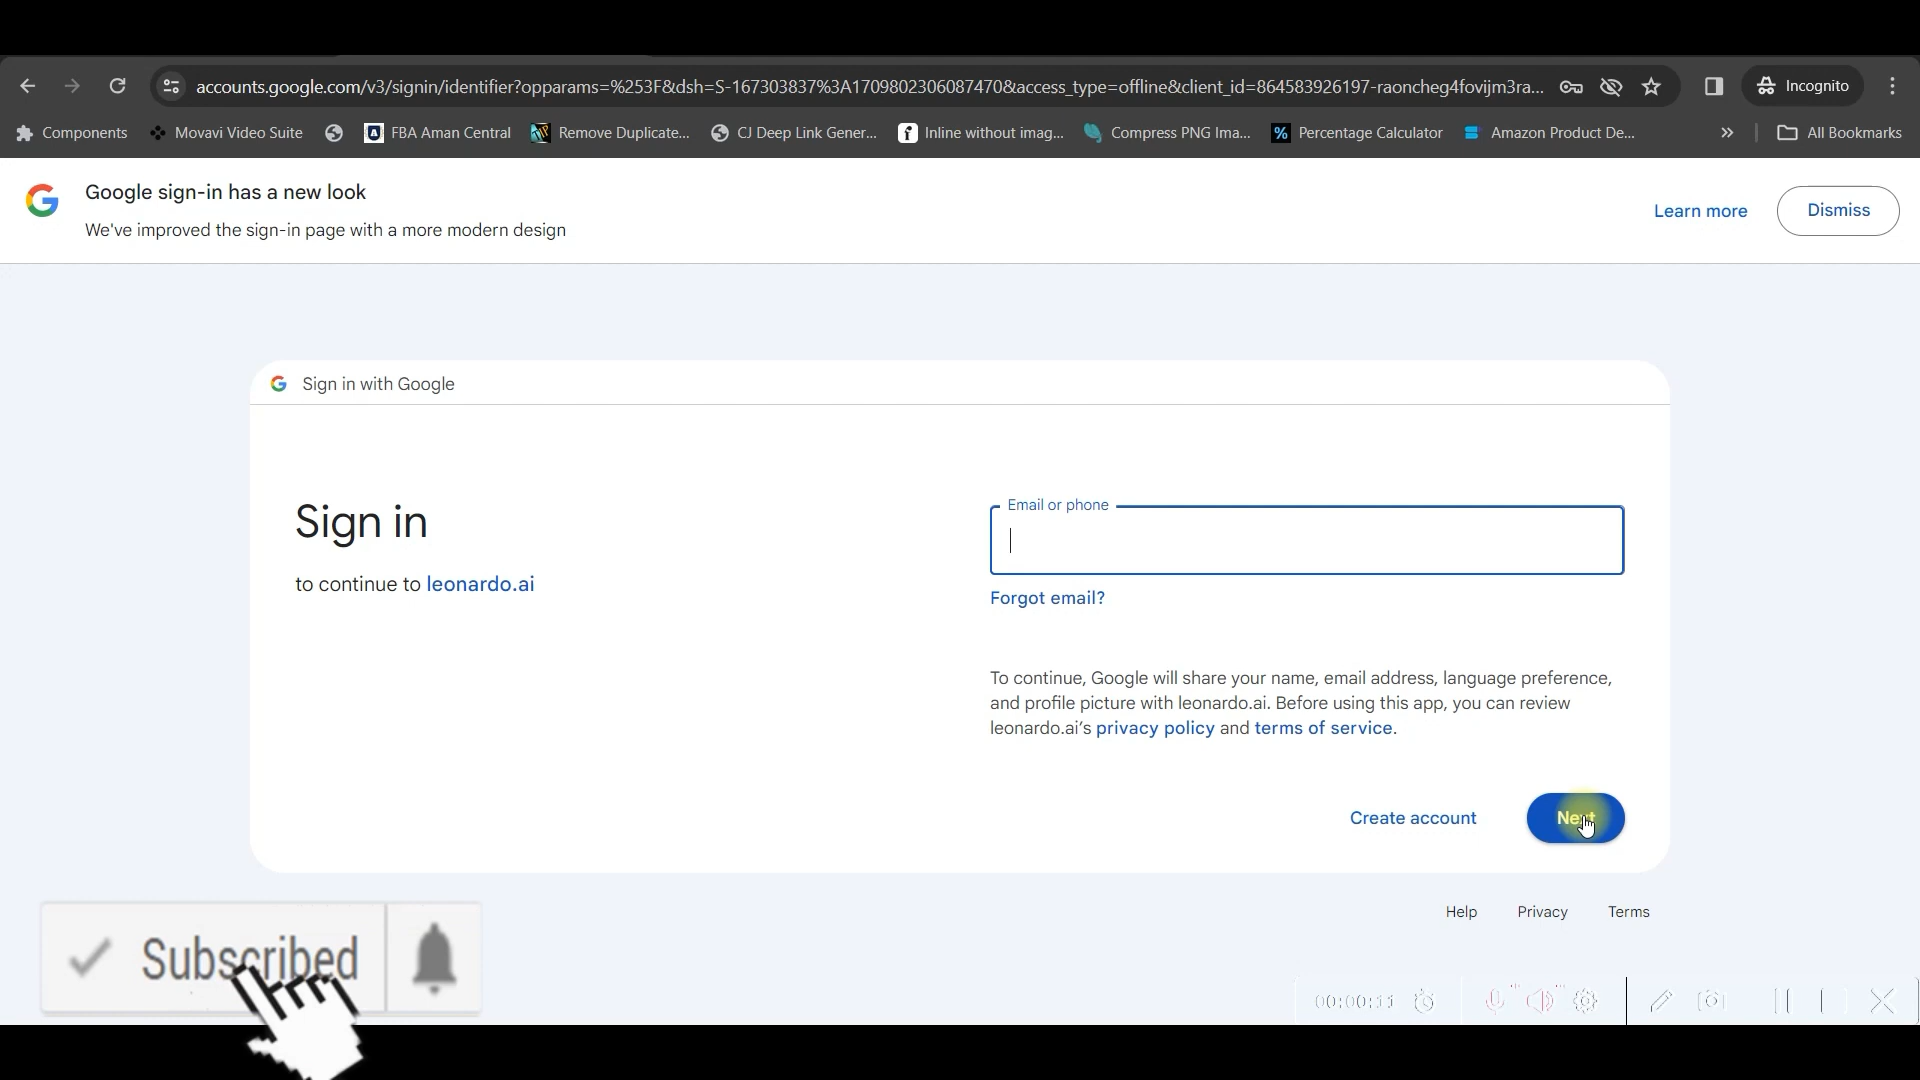 accounts.google.com/v3/signin/identifier?opparams=%253F&dsh=S-167303837%3A1709802306087470&access_type=offline&client_id=864583926197-raoncheg4fovijm3ra...
Incognito
Components
Movavi Video Suite
FBA Aman Central
Remove Duplicate...
CJ Deep Link Gener...
Inline without imag...
Compress PNG Ima...
Percentage Calculator
Amazon Product De...
All Bookmarks
Google sign-in has a new look
We've improved the sign-in page with a more modern design
Learn more
Dismiss
Sign in with Google
Sign in
to continue to leonardo.ai
Email or phone
Forgot email?
To continue, Google will share your name, email address, language preference,
and profile picture with leonardo.ai. Before using this app, you can review
leonardo.ai's privacy policy and terms of service.
Create account
Next
Help
Privacy
Terms
Subscribed
00:00:11